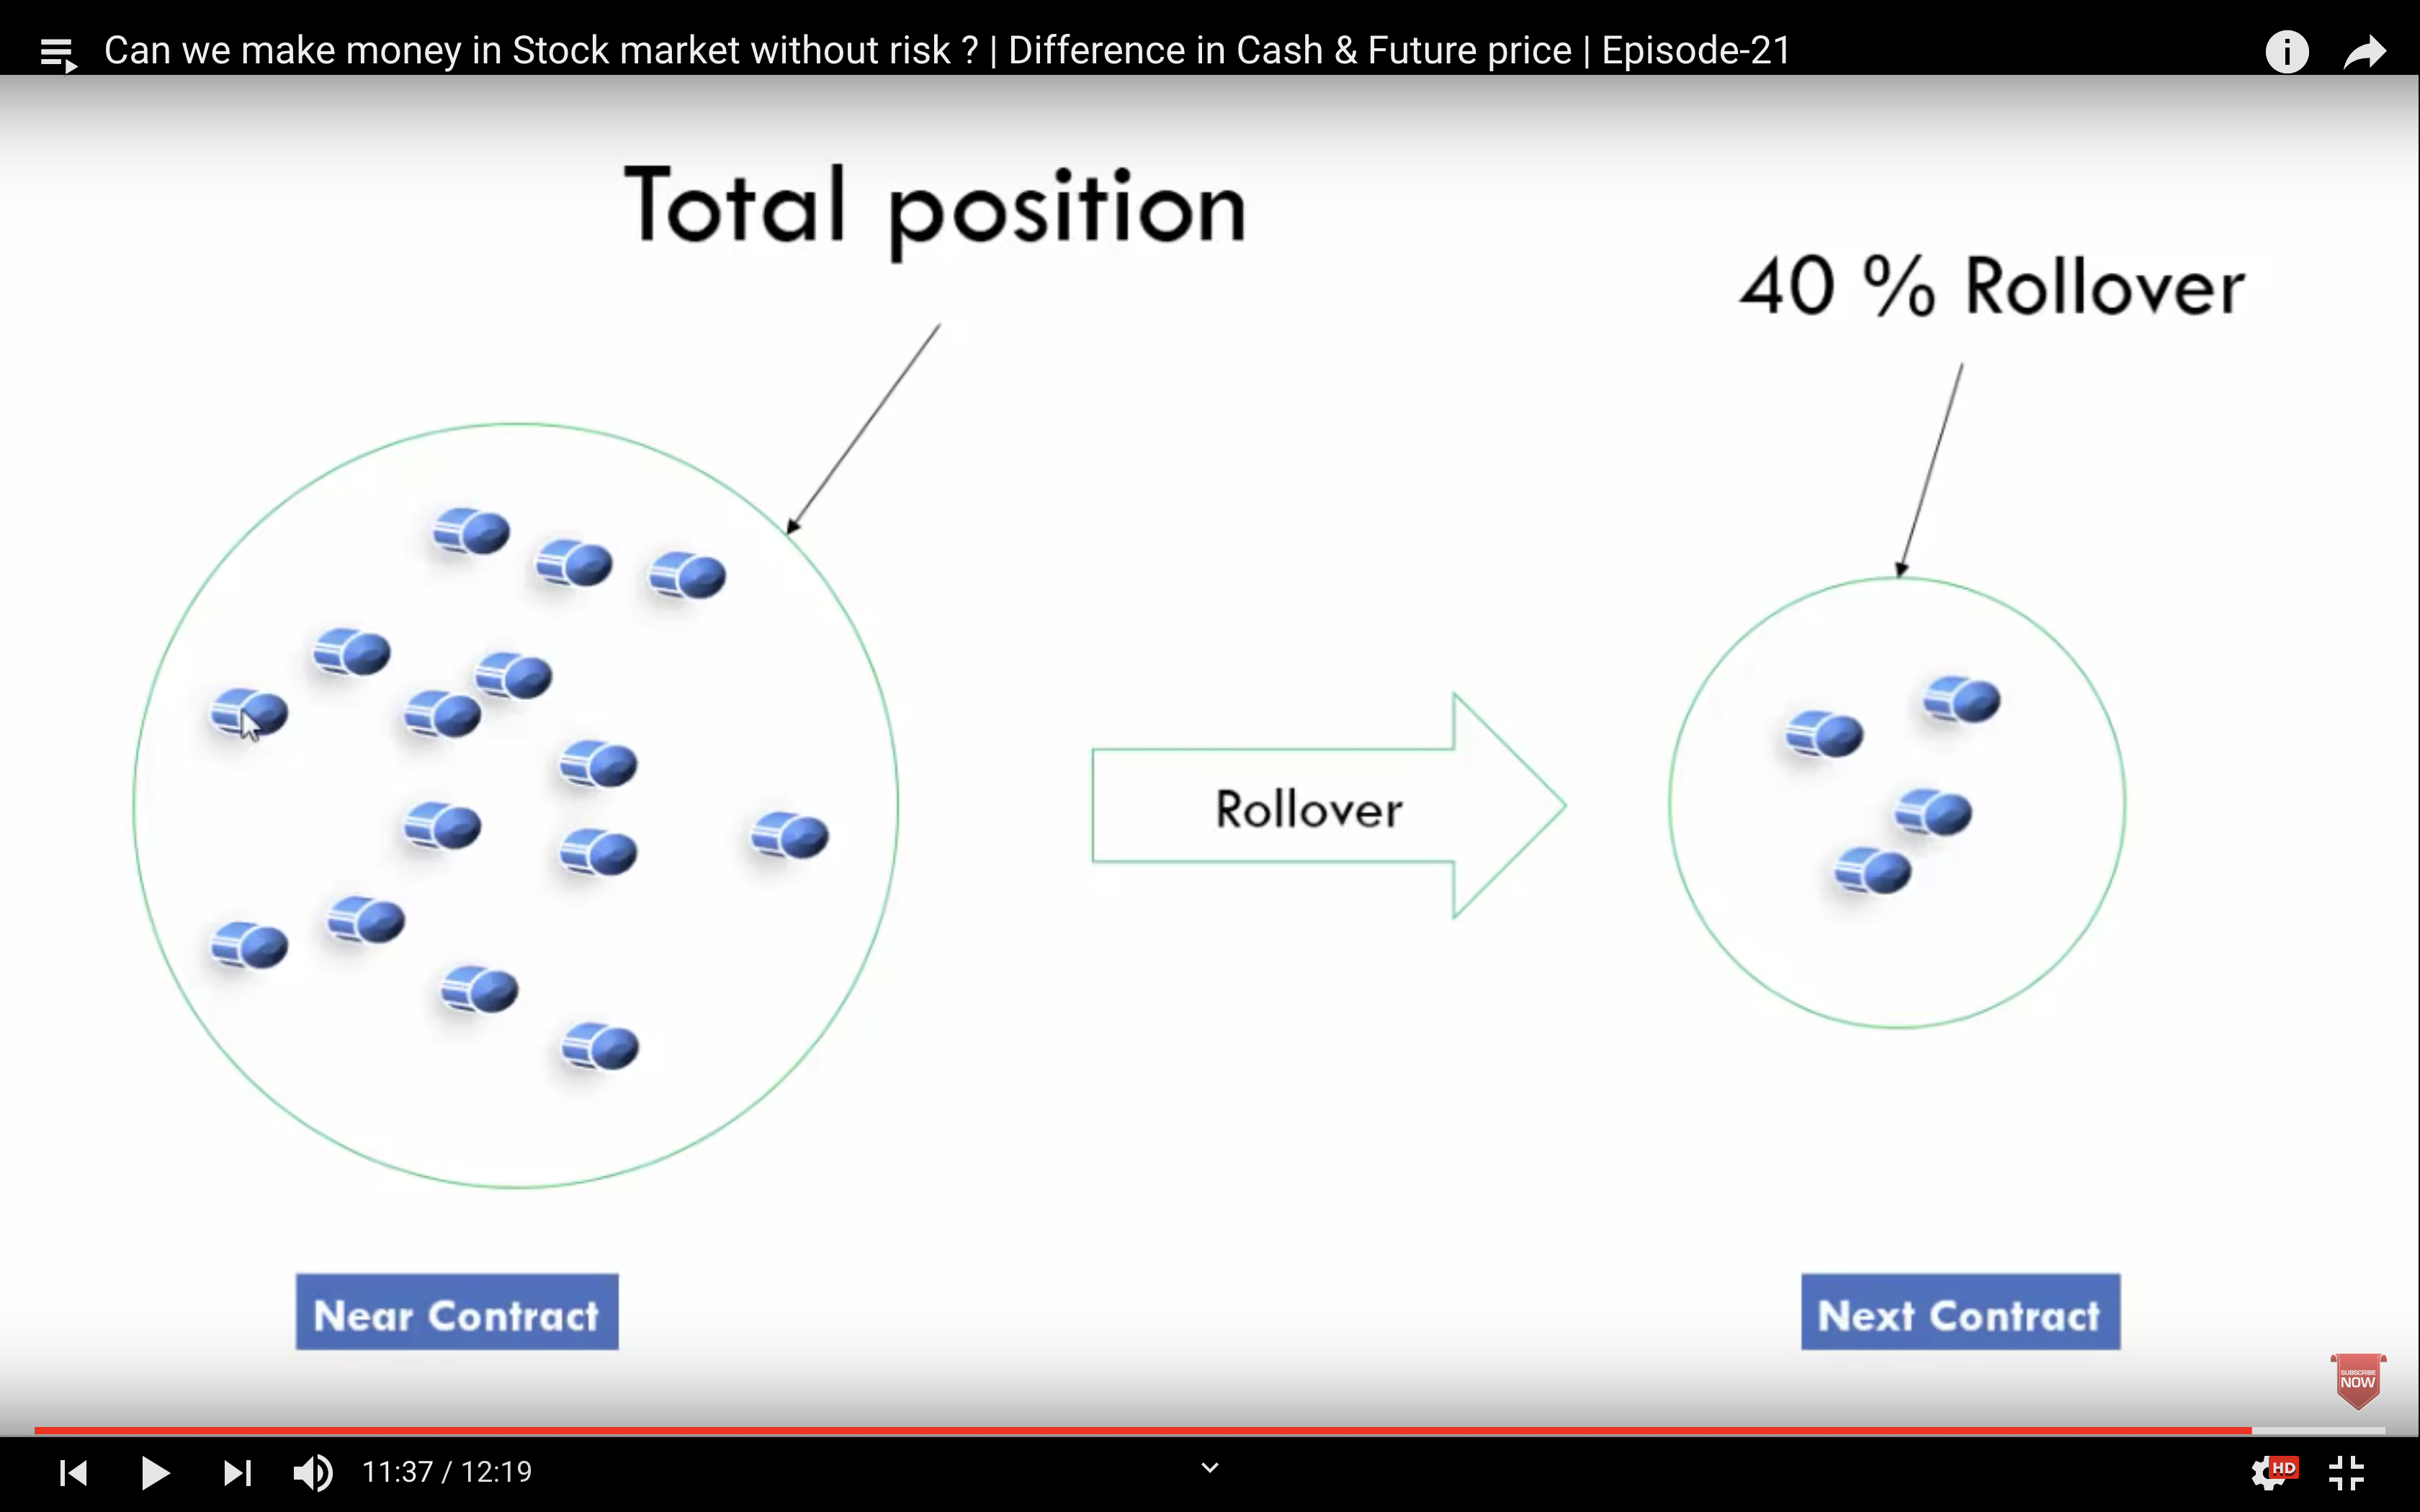 Can we make money in Stock market without risk ? | Difference in Cash & Future price | Episode-21
Total position
40 % Rollover
Rollover
Near Contract
Next Contract
SUBSCRIBE
NOW
11:37 / 12:19
HD